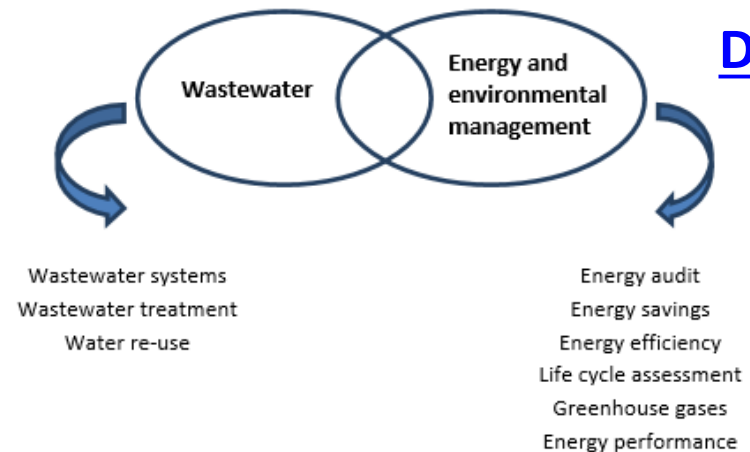 D
Wastewater
Energy and
environmental
management
Wastewater systems
Wastewater treatment
Water re-use
Energy audit
Energy savings
Energy efficiency
Life cycle assessment
Greenhouse gases
Energy performance